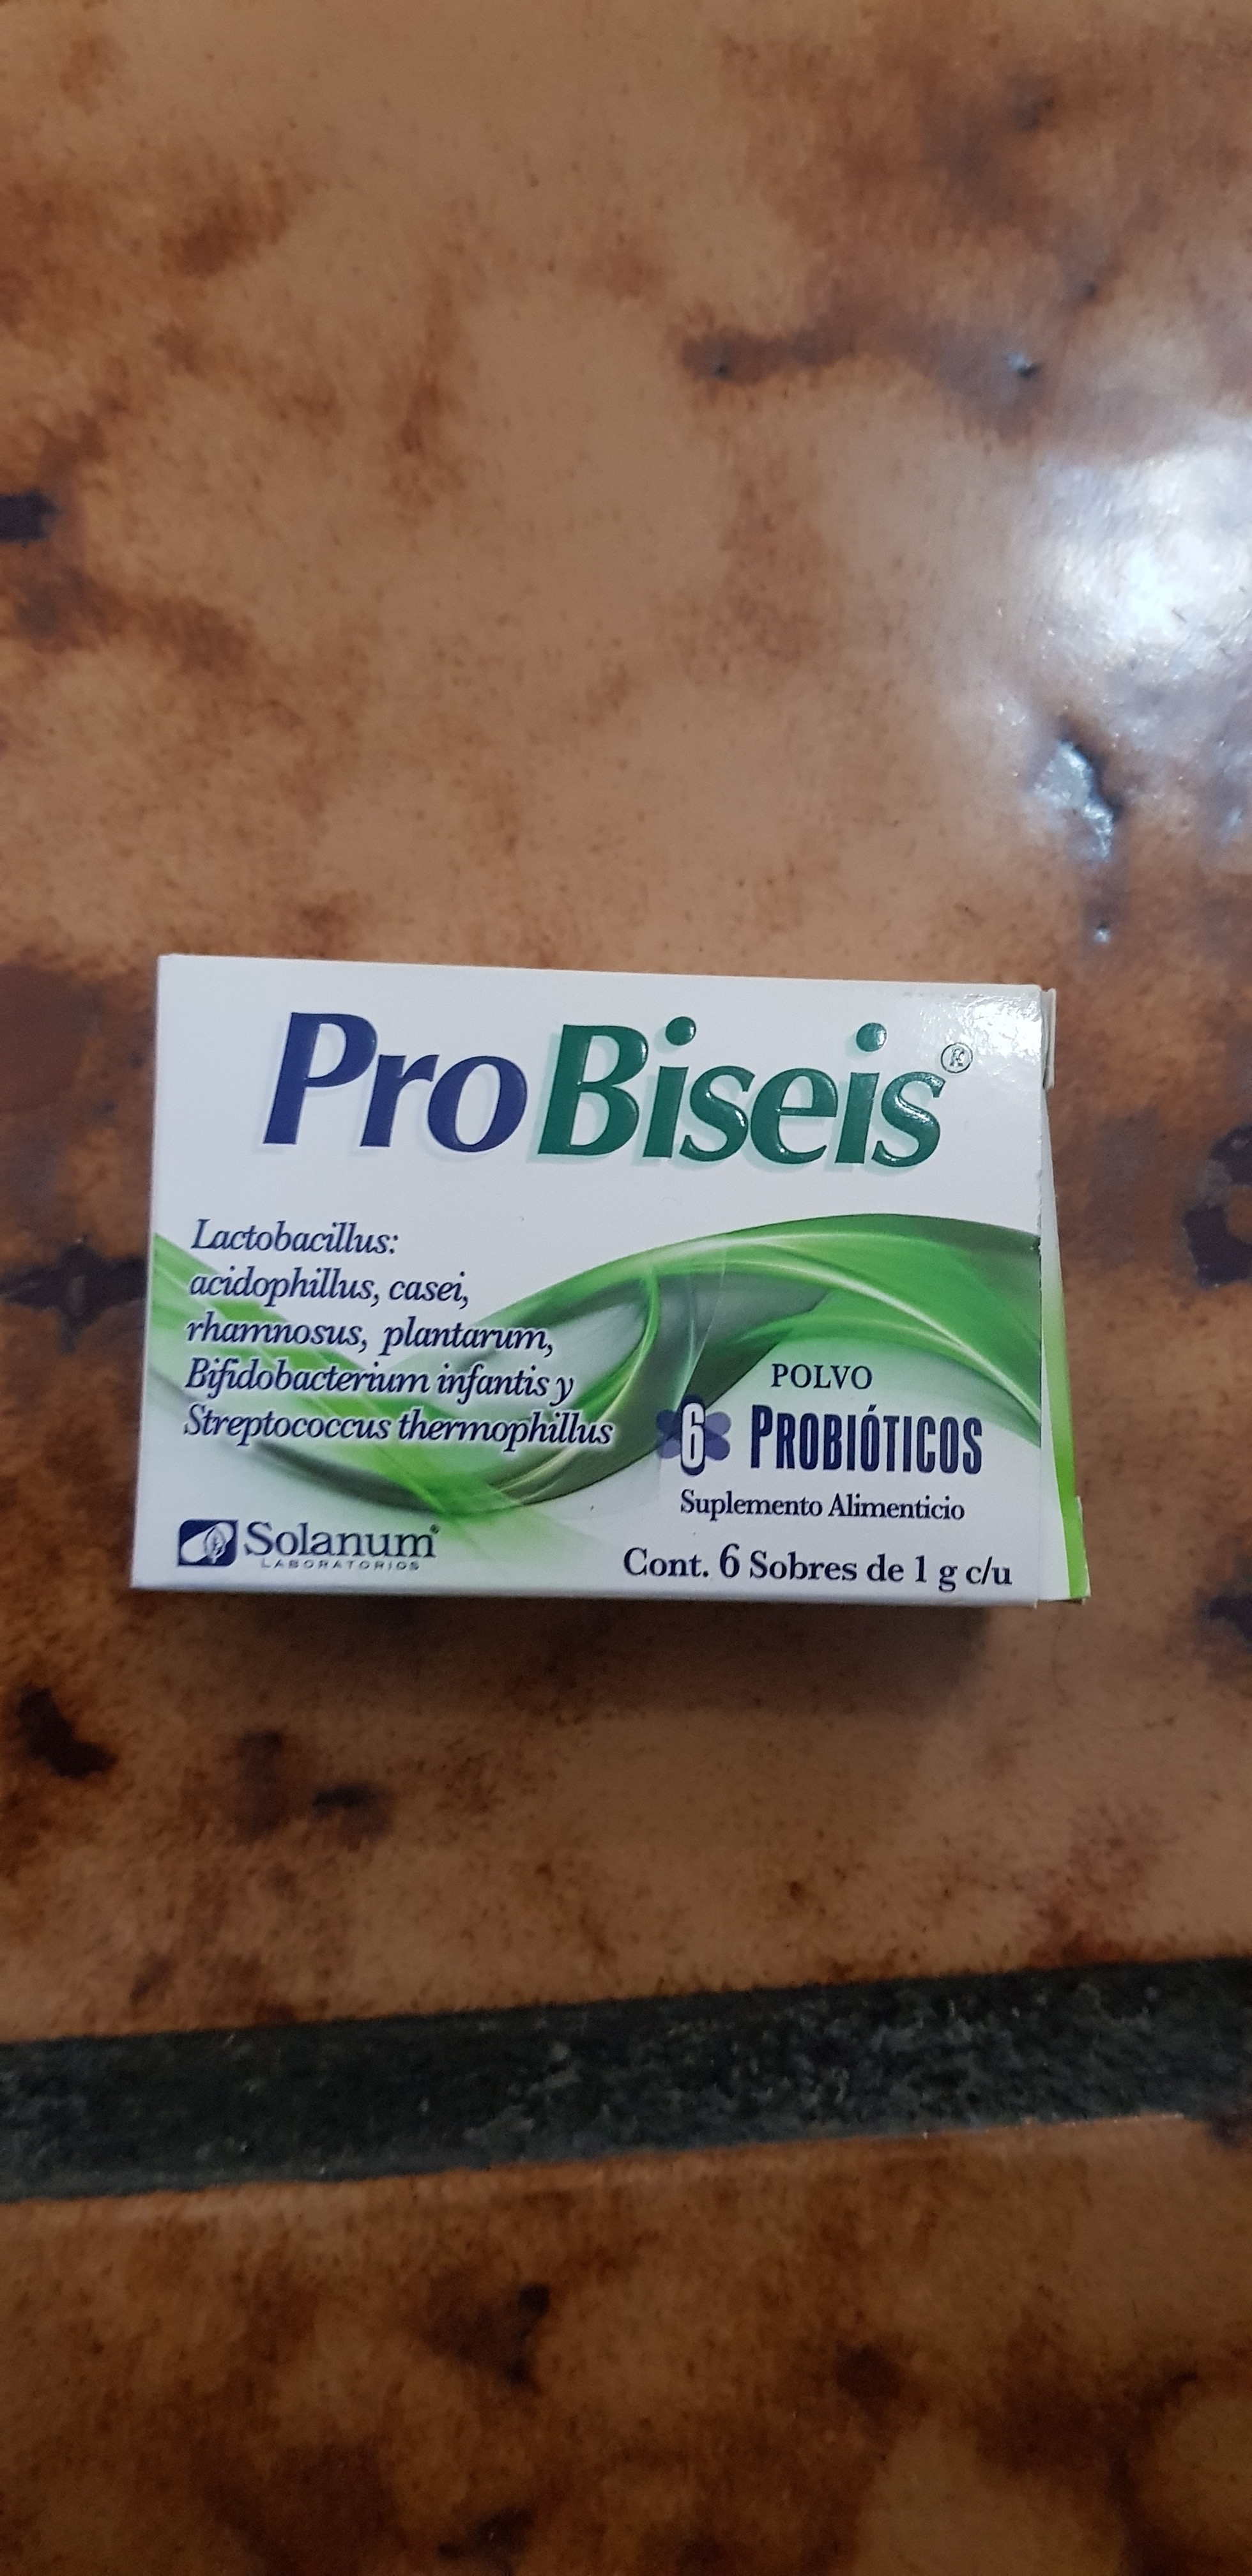 ProBiseis®
Lactobacillus:
acidophillus, casei,
rhamnosus, plantarum,
Bifidobacterium infantis y
Streptococcus thermophillus
POLVO
6 PROBIÓTICOS
Suplemento Alimenticio
Solanum®
LABORATORIOS
Cont. 6 Sobres de 1 g c/u